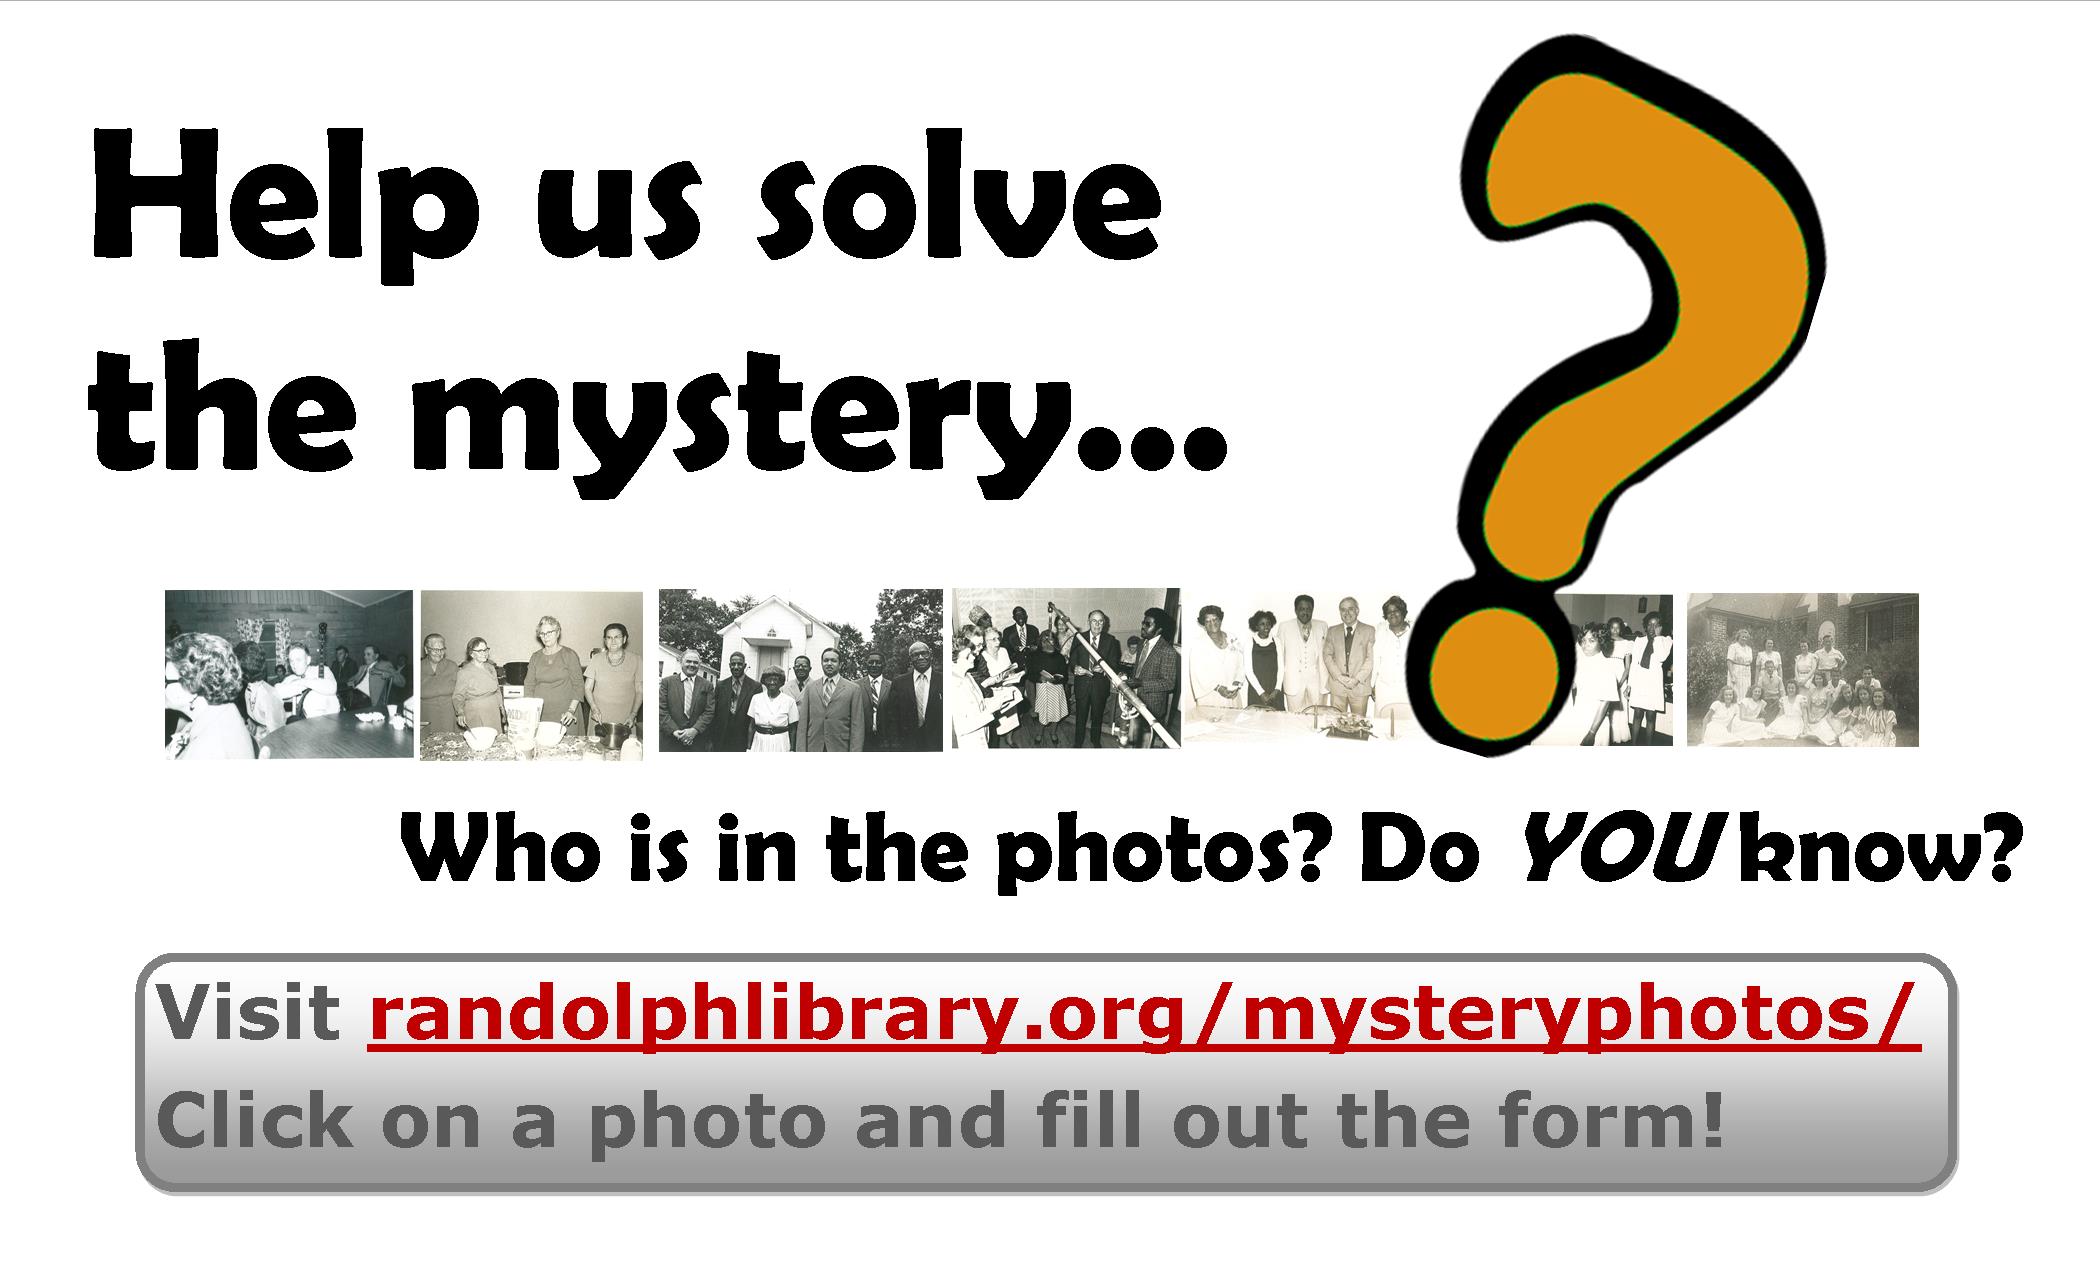 Help us solve
the mystery...
Who is in the photos? Do YOU know?
Visit randolphlibrary.org/mysteryphotos/
Click on a photo and fill out the form!